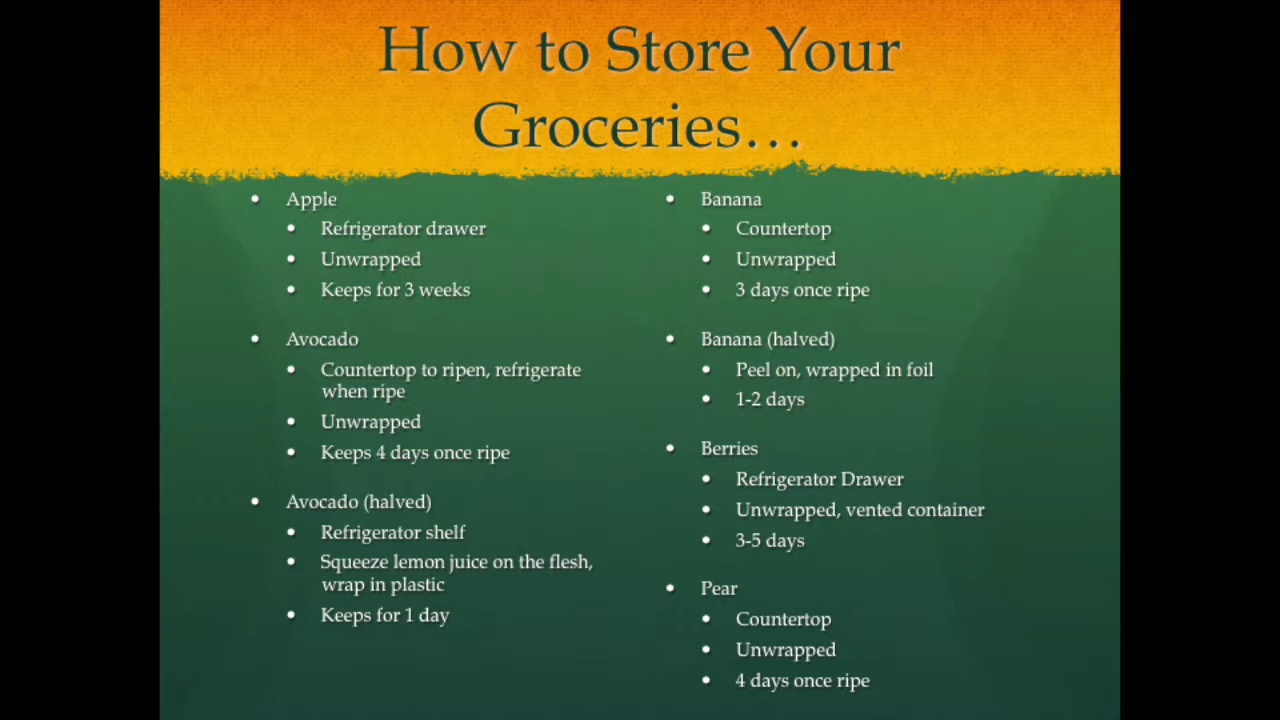 How to Store Your
Groceries…
Apple
Refrigerator drawer
Unwrapped
Keeps for 3 weeks
Avocado
Countertop to ripen, refrigerate
when ripe
Unwrapped
Keeps 4 days once ripe
Avocado (halved)
Refrigerator shelf
Squeeze lemon juice on the flesh,
wrap in plastic
Keeps for 1 day
Banana
Countertop
Unwrapped
3 days once ripe
Banana (halved)
Peel on, wrapped in foil
1-2 days
Berries
Refrigerator Drawer
Unwrapped, vented container
3-5 days
Pear
Countertop
Unwrapped
4 days once ripe